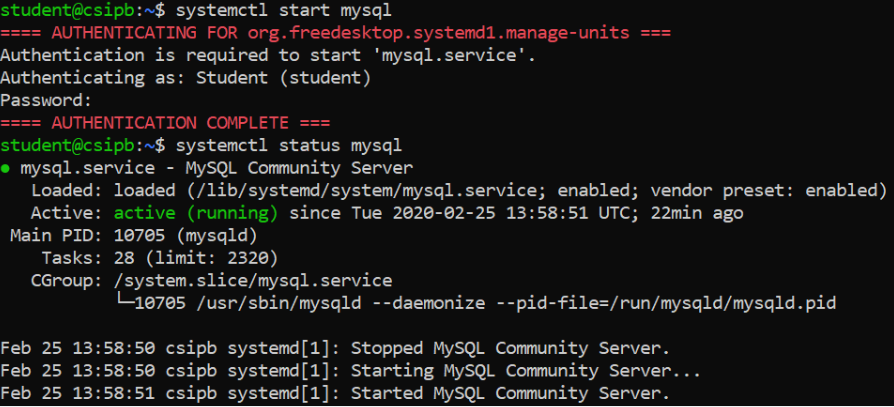 student@csipb:~$ systemctl start mysql
==== AUTHENTICATING FOR org.freedesktop.systemd1.manage-units ===
Authentication is required to start 'mysql.service'.
Authenticating as: Student (student)
Password:
==== AUTHENTICATION COMPLETE ===
student@csipb:~$ systemctl status mysql
● mysql.service - MySQL Community Server
   Loaded: loaded (/lib/systemd/system/mysql.service; enabled; vendor preset: enabled)
   Active: active (running) since Tue 2020-02-25 13:58:51 UTC; 22min ago
 Main PID: 10705 (mysqld)
    Tasks: 28 (limit: 2320)
   CGroup: /system.slice/mysql.service
           └─10705 /usr/sbin/mysqld --daemonize --pid-file=/run/mysqld/mysqld.pid

Feb 25 13:58:50 csipb systemd[1]: Stopped MySQL Community Server.
Feb 25 13:58:50 csipb systemd[1]: Starting MySQL Community Server...
Feb 25 13:58:51 csipb systemd[1]: Started MySQL Community Server.